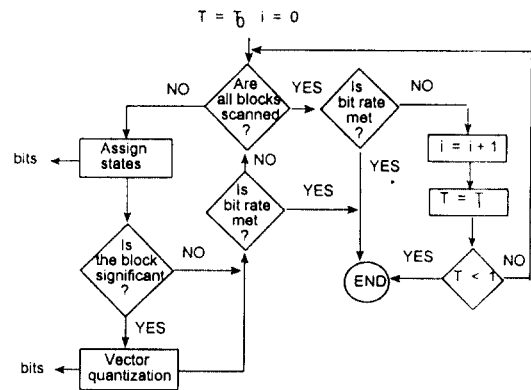 T = T0 i = 0
Are
all blocks
scanned
?
NO
YES
Is
bit rate
met
?
NO
YES
i = i + 1
T = T
T < T
YES
NO
END
bits
Assign
states
NO
Is
bit rate
met
?
YES
Is
the block
significant
?
NO
YES
bits
Vector
quantization